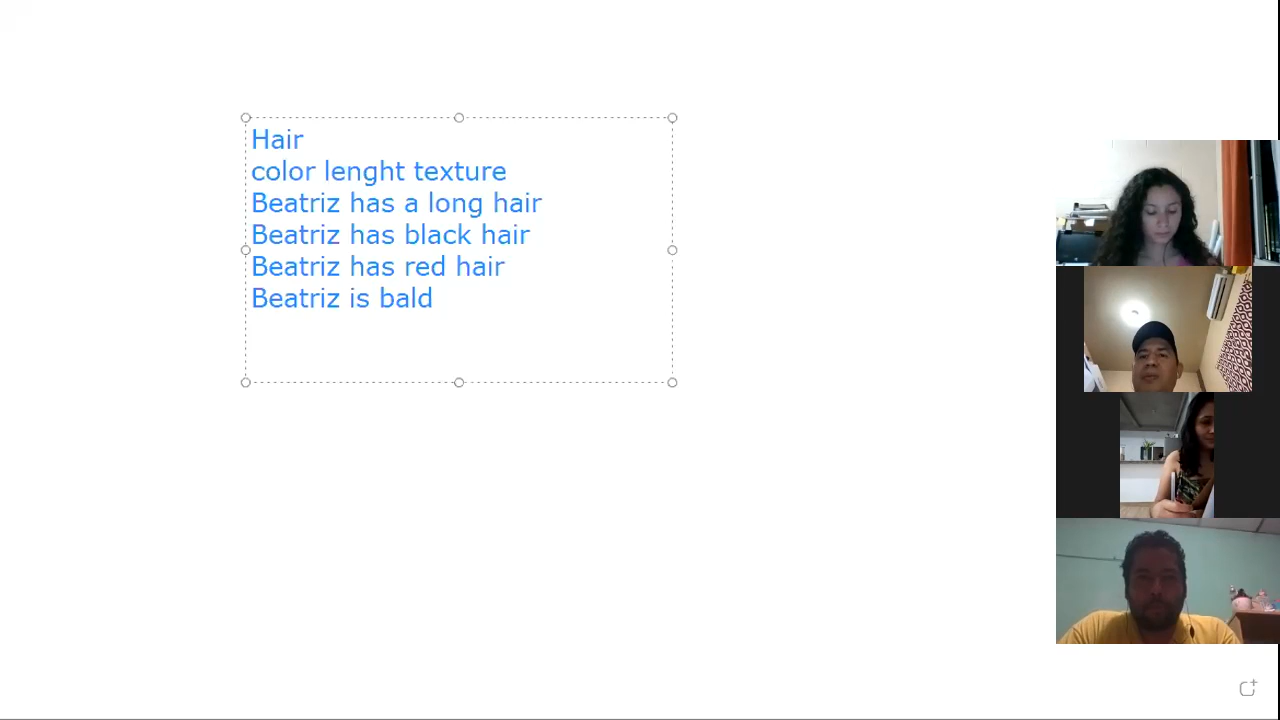 Hair
color lenght texture
Beatriz has a long hair
Beatriz has black hair
Beatriz has red hair
Beatriz is bald